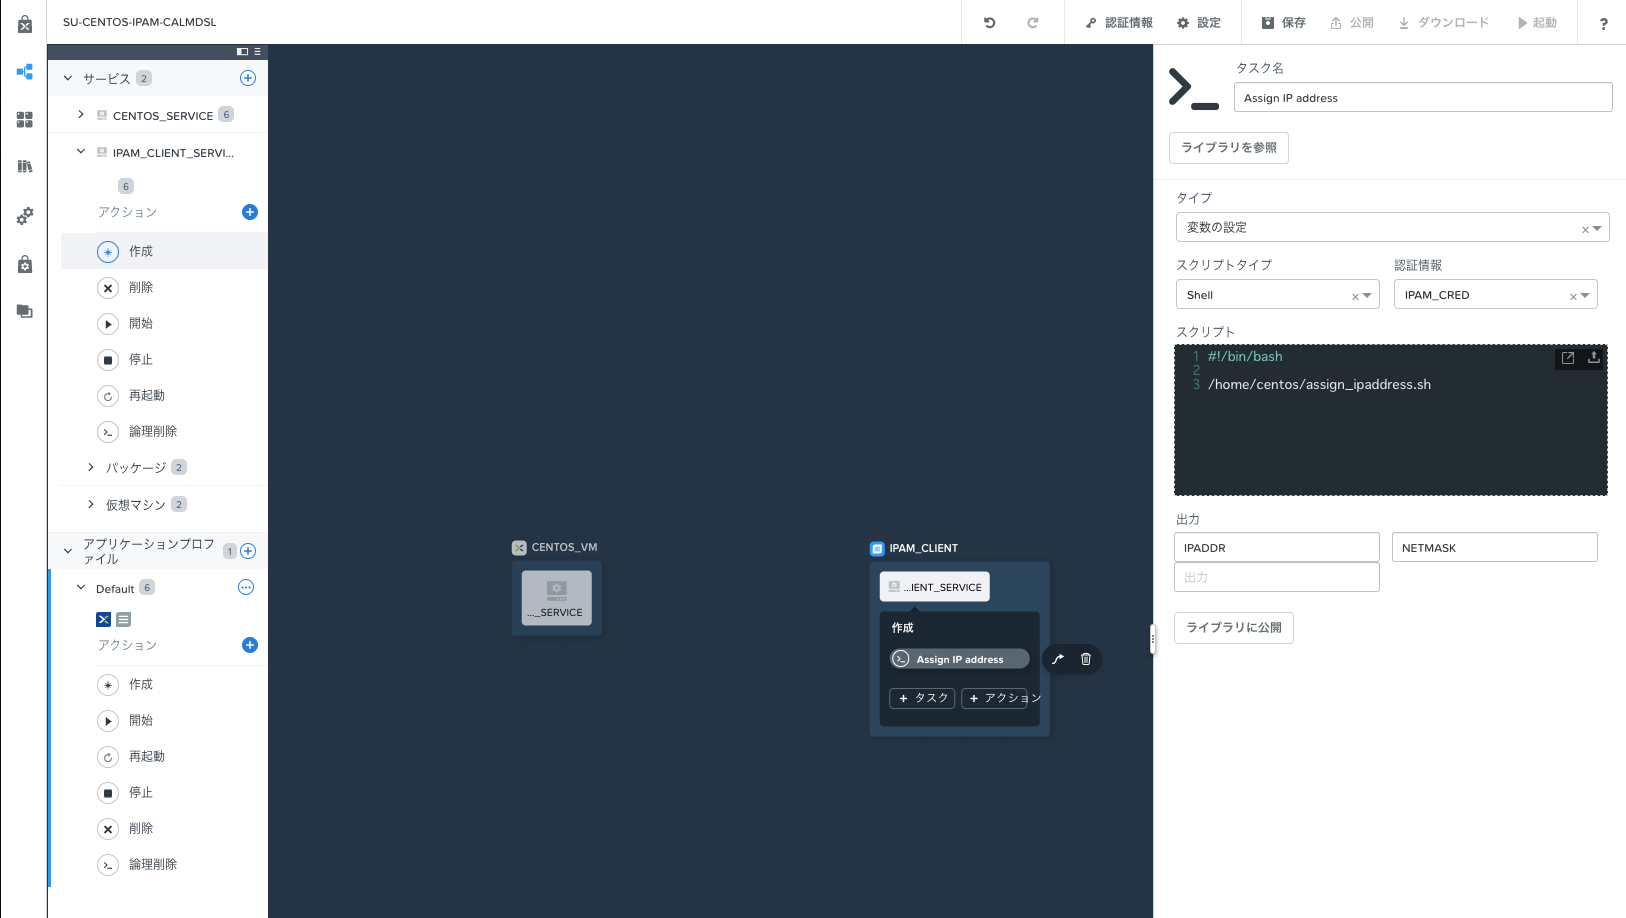 SU-CENTOS-IPAM-CALMDSL
認証情報
設定
保存
公開
ダウンロード
起動
?
サービス 2
CENTOS_SERVICE 6
IPAM_CLIENT_SERVI...
6
アクション
作成
削除
開始
停止
再起動
論理削除
パッケージ 2
仮想マシン 2
アプリケーションプロフ
ァイル 1
Default 6
アクション
作成
開始
再起動
停止
削除
論理削除
CENTOS_VM
..._SERVICE
IPAM_CLIENT
...IENT_SERVICE
作成
Assign IP address
+ タスク
+ アクション
タスク名
Assign IP address
ライブラリを参照
タイプ
変数の設定
スクリプトタイプ
認証情報
Shell
IPAM_CRED
スクリプト
1 #!/bin/bash
2
3 /home/centos/assign_ipaddress.sh
出力
IPADDR
NETMASK
出力
ライブラリに公開